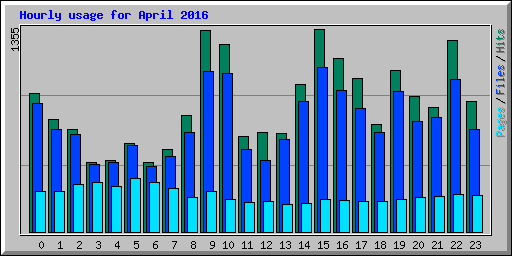 Hourly usage for April 2016
1355
Pages / Files / Hits
0 1 2 3 4 5 6 7 8 9 10 11 12 13 14 15 16 17 18 19 20 21 22 23